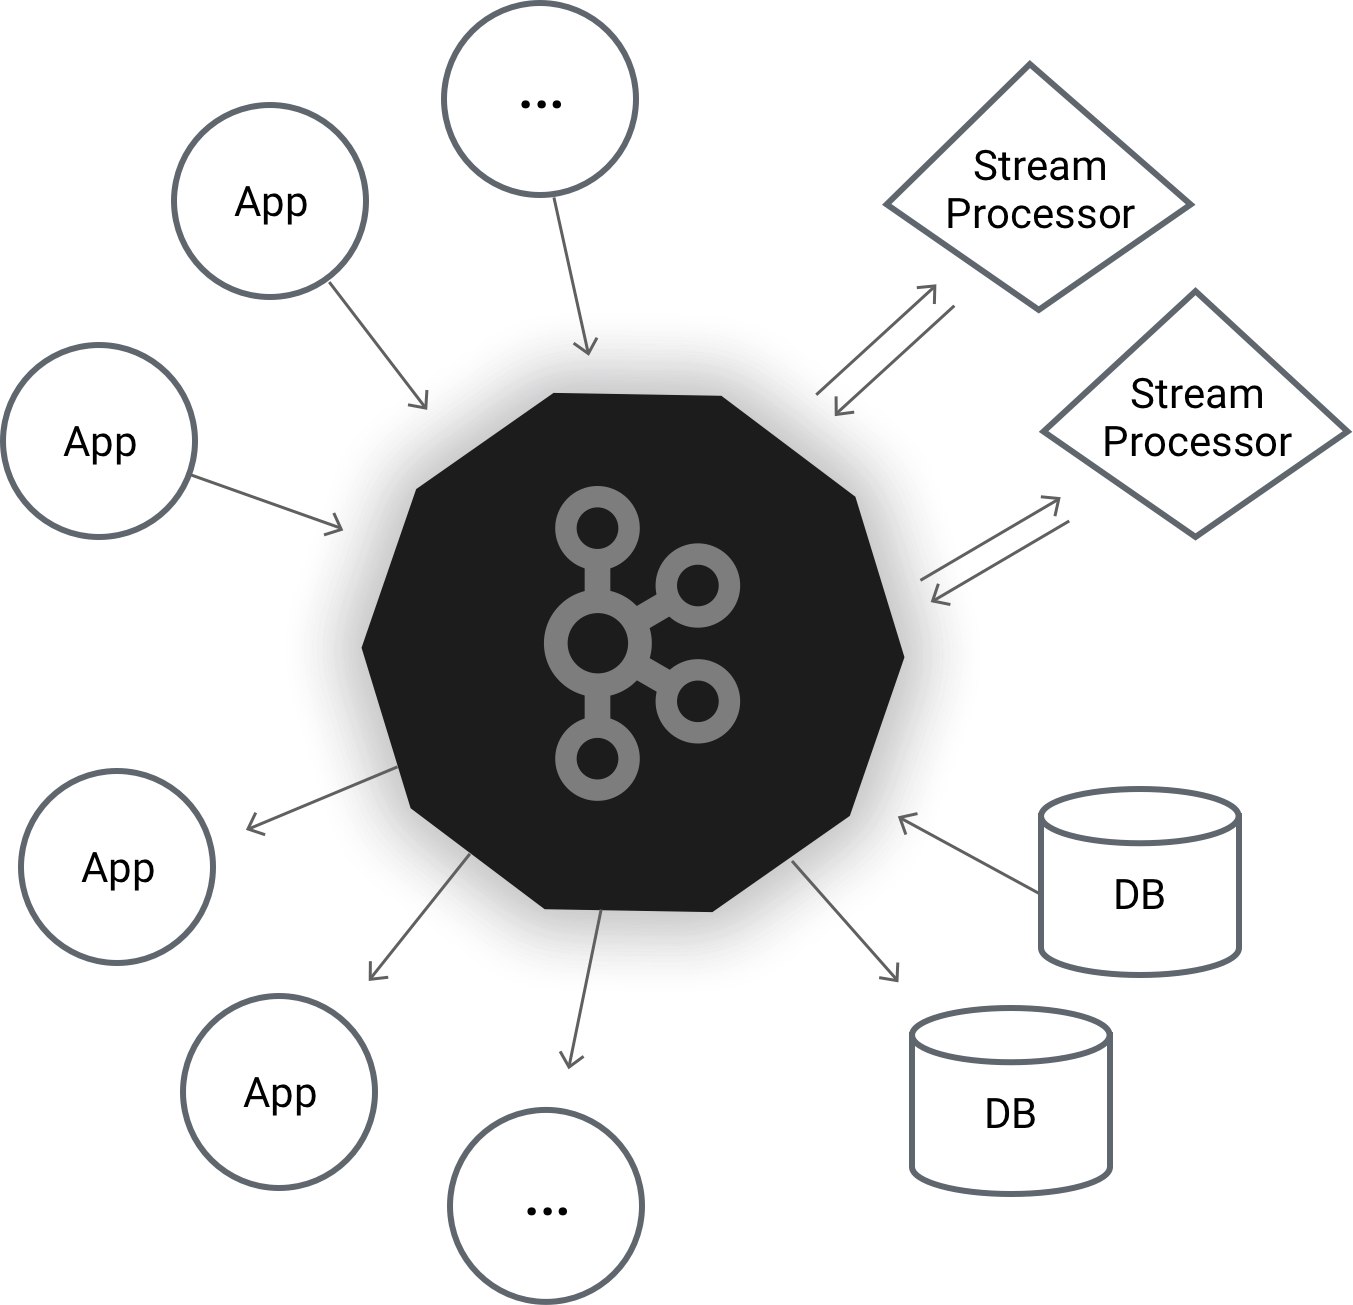 ...
App
Stream
Processor
App
Stream
Processor
App
DB
App
DB
...